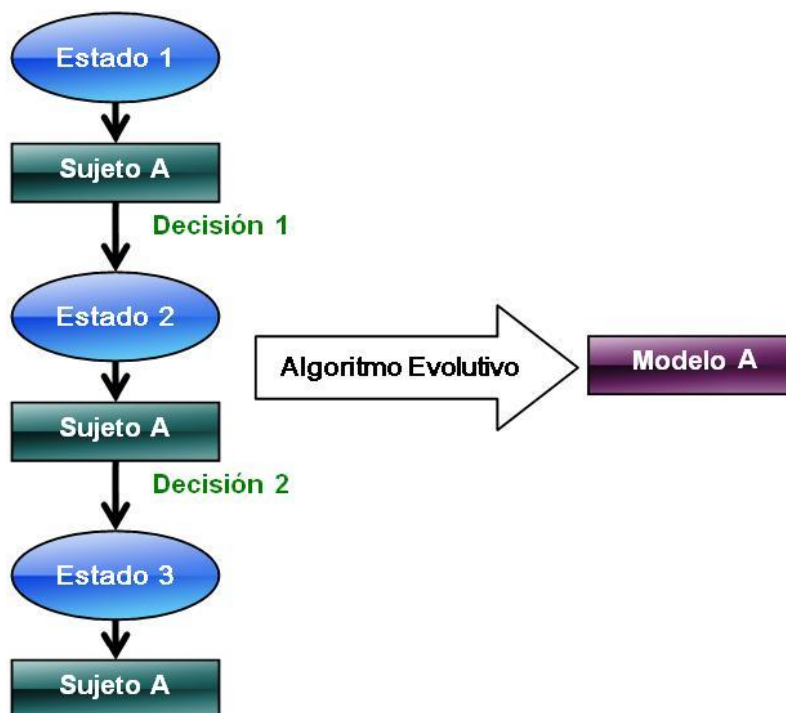 Estado 1
Sujeto A
Decisión 1
Estado 2
Algoritmo Evolutivo
Modelo A
Sujeto A
Decisión 2
Estado 3
Sujeto A